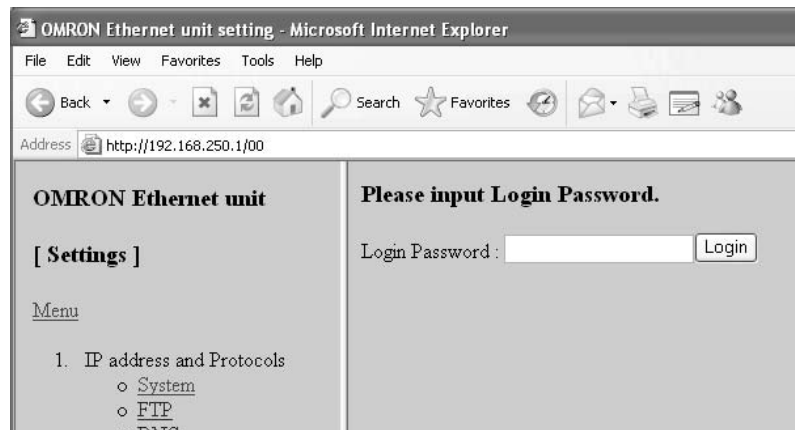 OMRON Ethernet unit setting - Microsoft Internet Explorer
File Edit View Favorites Tools Help
Back Search Favorites
Address http://192.168.250.1/00
OMRON Ethernet unit
[ Settings ]
Menu
1. IP address and Protocols
System
FTP
DNS
Please input Login Password.
Login Password : Login